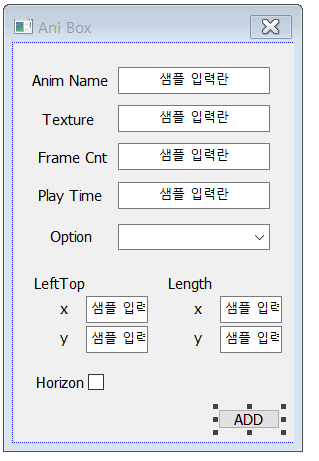 Ani Box
Anim Name 샘플 입력란
Texture 샘플 입력란
Frame Cnt 샘플 입력란
Play Time 샘플 입력란
Option
LeftTop Length
x 샘플 입력 x 샘플 입력
y 샘플 입력 y 샘플 입력
Horizon
ADD